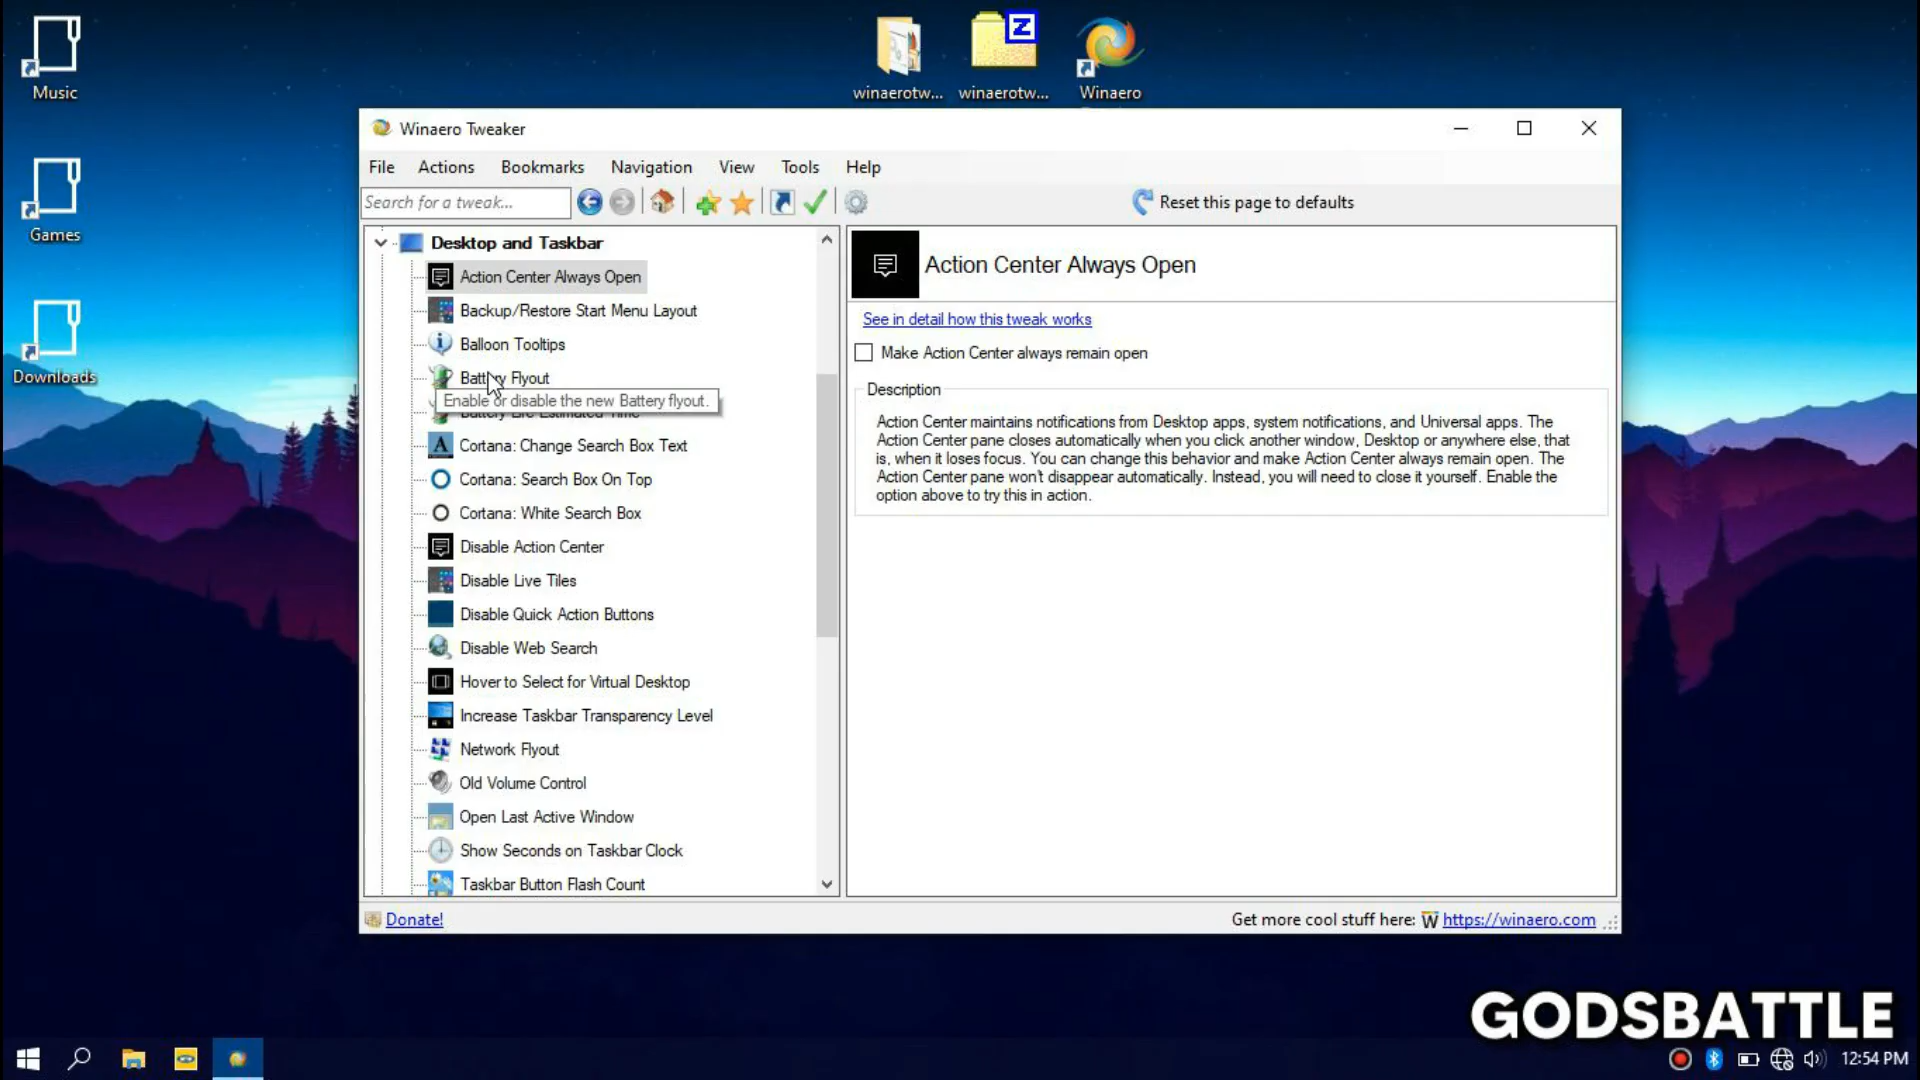 Music
Games
Downloads
winaerotw...
winaerotw...
Winaero
Winaero Tweaker
File Actions Bookmarks Navigation View Tools Help
Search for a tweak...
Reset this page to defaults
Desktop and Taskbar
Action Center Always Open
Backup/Restore Start Menu Layout
Balloon Tooltips
Battery Flyout
Enable or disable the new Battery flyout.
Battery Life Estimated Time
Cortana: Change Search Box Text
Cortana: Search Box On Top
Cortana: White Search Box
Disable Action Center
Disable Live Tiles
Disable Quick Action Buttons
Disable Web Search
Hover to Select for Virtual Desktop
Increase Taskbar Transparency Level
Network Flyout
Old Volume Control
Open Last Active Window
Show Seconds on Taskbar Clock
Taskbar Button Flash Count
Action Center Always Open
See in detail how this tweak works
Make Action Center always remain open
Description
Action Center maintains notifications from Desktop apps, system notifications, and Universal apps. The
Action Center pane closes automatically when you click another window, Desktop or anywhere else, that
is, when it loses focus. You can change this behavior and make Action Center always remain open. The
Action Center pane won't disappear automatically. Instead, you will need to close it yourself. Enable the
option above to try this in action.
Donate!
Get more cool stuff here: W https://winaero.com
GODSBATTLE
12:54 PM